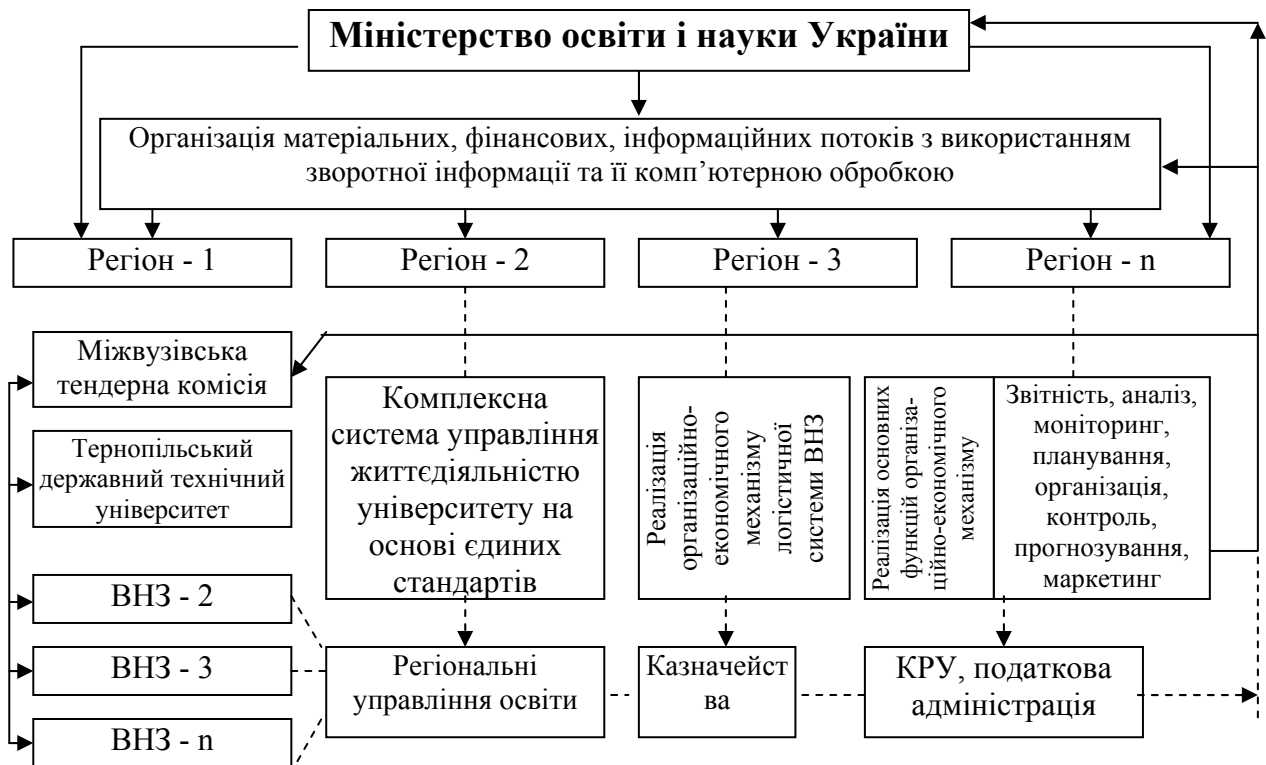 Міністерство освіти і науки України
Організація матеріальних, фінансових, інформаційних потоків з використанням
зворотної інформації та її комп’ютерною обробкою
Регіон - 1
Регіон - 2
Регіон - 3
Регіон - n
Міжвузівська
тендерна комісія
Тернопільський
державний технічний
університет
ВНЗ - 2
ВНЗ - 3
ВНЗ - n
Комплексна
система управління
життєдіяльністю
університету на
основі єдиних
стандартів
Реалізація
організаційно-
економічного
механізму
логістичної
системи ВНЗ
Реалізація основних
функцій організа-
ційно-економічного
механізму
Звітність, аналіз,
моніторинг,
планування,
організація,
контроль,
прогнозування,
маркетинг
Регіональні
управління освіти
Казначейст
ва
КРУ, податкова
адміністрація